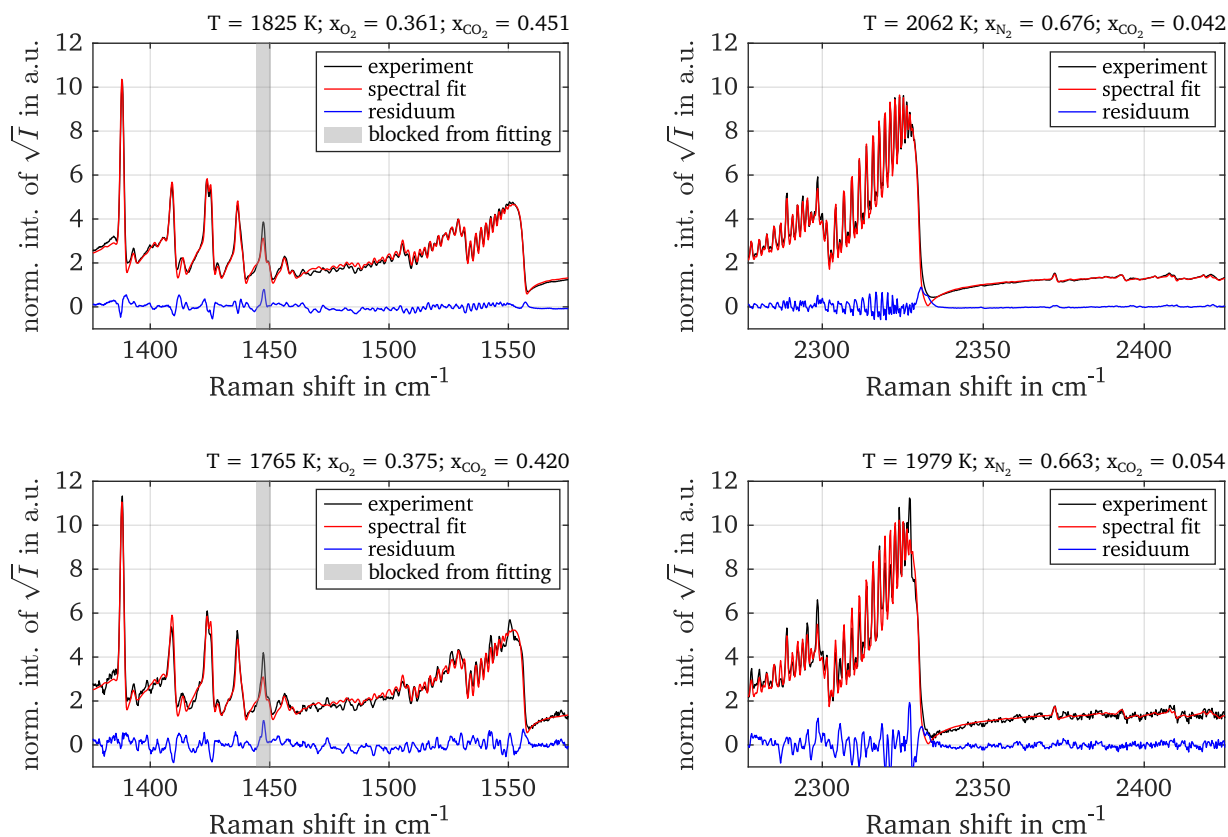 T = 1825 K; x_O₂ = 0.361; x_CO₂ = 0.451
norm. int. of √I in a.u.
12
10
8
6
4
2
0
experiment
spectral fit
residuum
blocked from fitting
1400 1450 1500 1550
Raman shift in cm⁻¹
T = 2062 K; x_N₂ = 0.676; x_CO₂ = 0.042
norm. int. of √I in a.u.
12
10
8
6
4
2
0
experiment
spectral fit
residuum
2300 2350 2400
Raman shift in cm⁻¹
T = 1765 K; x_O₂ = 0.375; x_CO₂ = 0.420
norm. int. of √I in a.u.
12
10
8
6
4
2
0
experiment
spectral fit
residuum
blocked from fitting
1400 1450 1500 1550
Raman shift in cm⁻¹
T = 1979 K; x_N₂ = 0.663; x_CO₂ = 0.054
norm. int. of √I in a.u.
12
10
8
6
4
2
0
experiment
spectral fit
residuum
2300 2350 2400
Raman shift in cm⁻¹